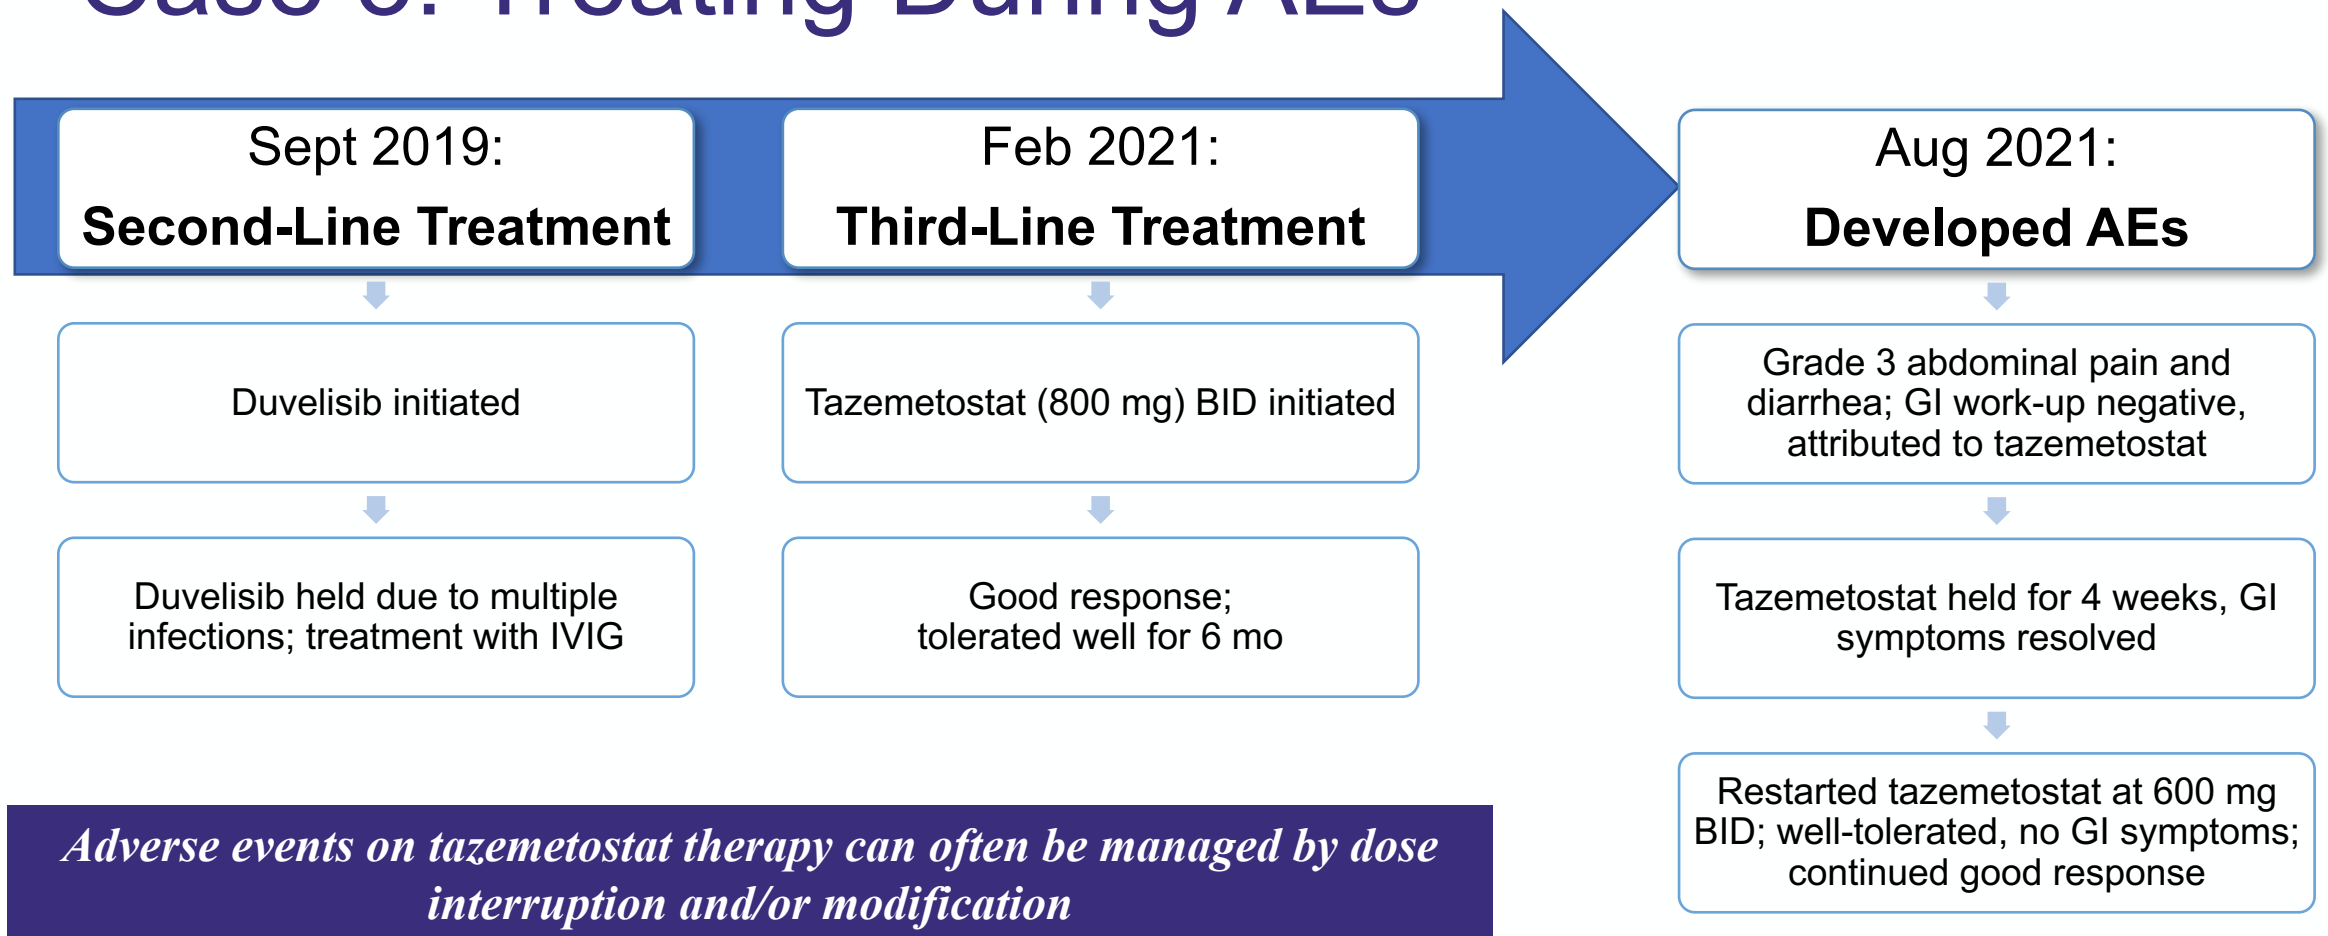 Treating During AEs
Sept 2019:
Second-Line Treatment
Duvelisib initiated
Duvelisib held due to multiple
infections; treatment with IVIG
Feb 2021:
Third-Line Treatment
Tazemetostat (800 mg) BID initiated
Good response;
tolerated well for 6 mo
Aug 2021:
Developed AEs
Grade 3 abdominal pain and
diarrhea; GI work-up negative,
attributed to tazemetostat
Tazemetostat held for 4 weeks, GI
symptoms resolved
Restarted tazemetostat at 600 mg
BID; well-tolerated, no GI symptoms;
continued good response
Adverse events on tazemetostat therapy can often be managed by dose
interruption and/or modification